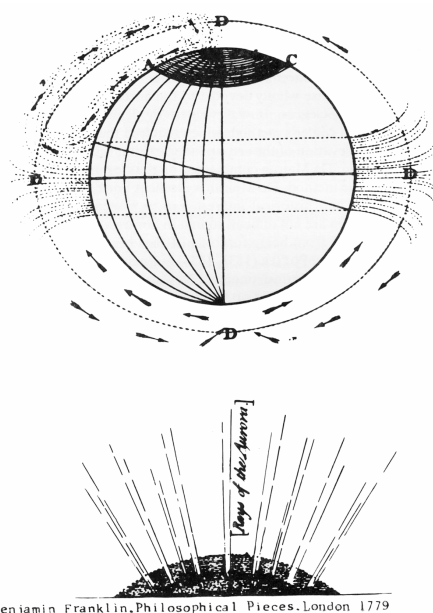 D
A C
D D
D
[Rays of the Aurora]
enjamin Franklin.Philosophical Pieces.London 1779